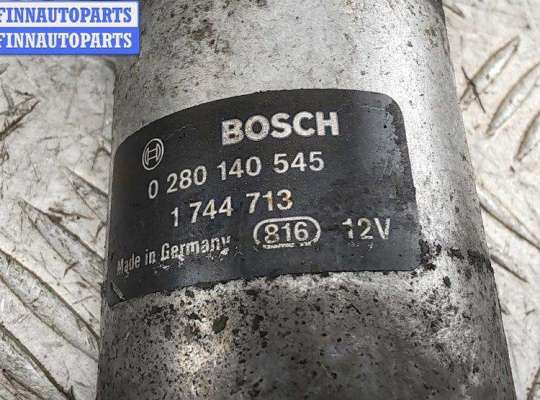 FINNAUTOPARTS
FINNAUTOPARTS
BOSCH
0 280 140 545
1 744 713
Made in Germany 816 12V